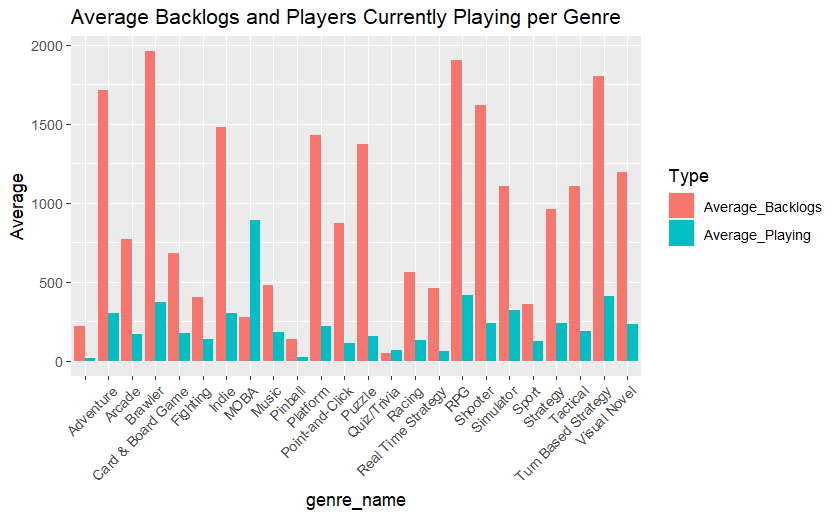 Average Backlogs and Players Currently Playing per Genre
2000
1500
1000
500
0
Average
Adventure
Arcade
Brawler
Card & Board Game
Fighting
Indie
MOBA
Music
Pinball
Platform
Point-and-Click
Puzzle
Quiz/Trivia
Racing
Real Time Strategy
RPG
Shooter
Simulator
Sport
Strategy
Tactical
Turn Based Strategy
Visual Novel
genre_name
Type
Average_Backlogs
Average_Playing